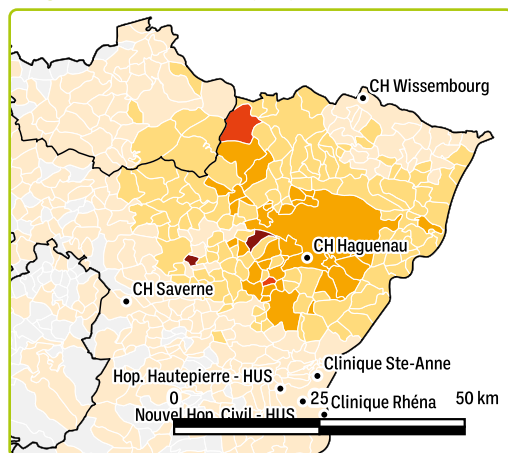 CH Wissembourg
CH Haguenau
CH Saverne
Clinique Ste-Anne
Hop. Hautepierre - HUS
0 25 50 km
Clinique Rhéna
Nouvel Hop. Civil - HUS